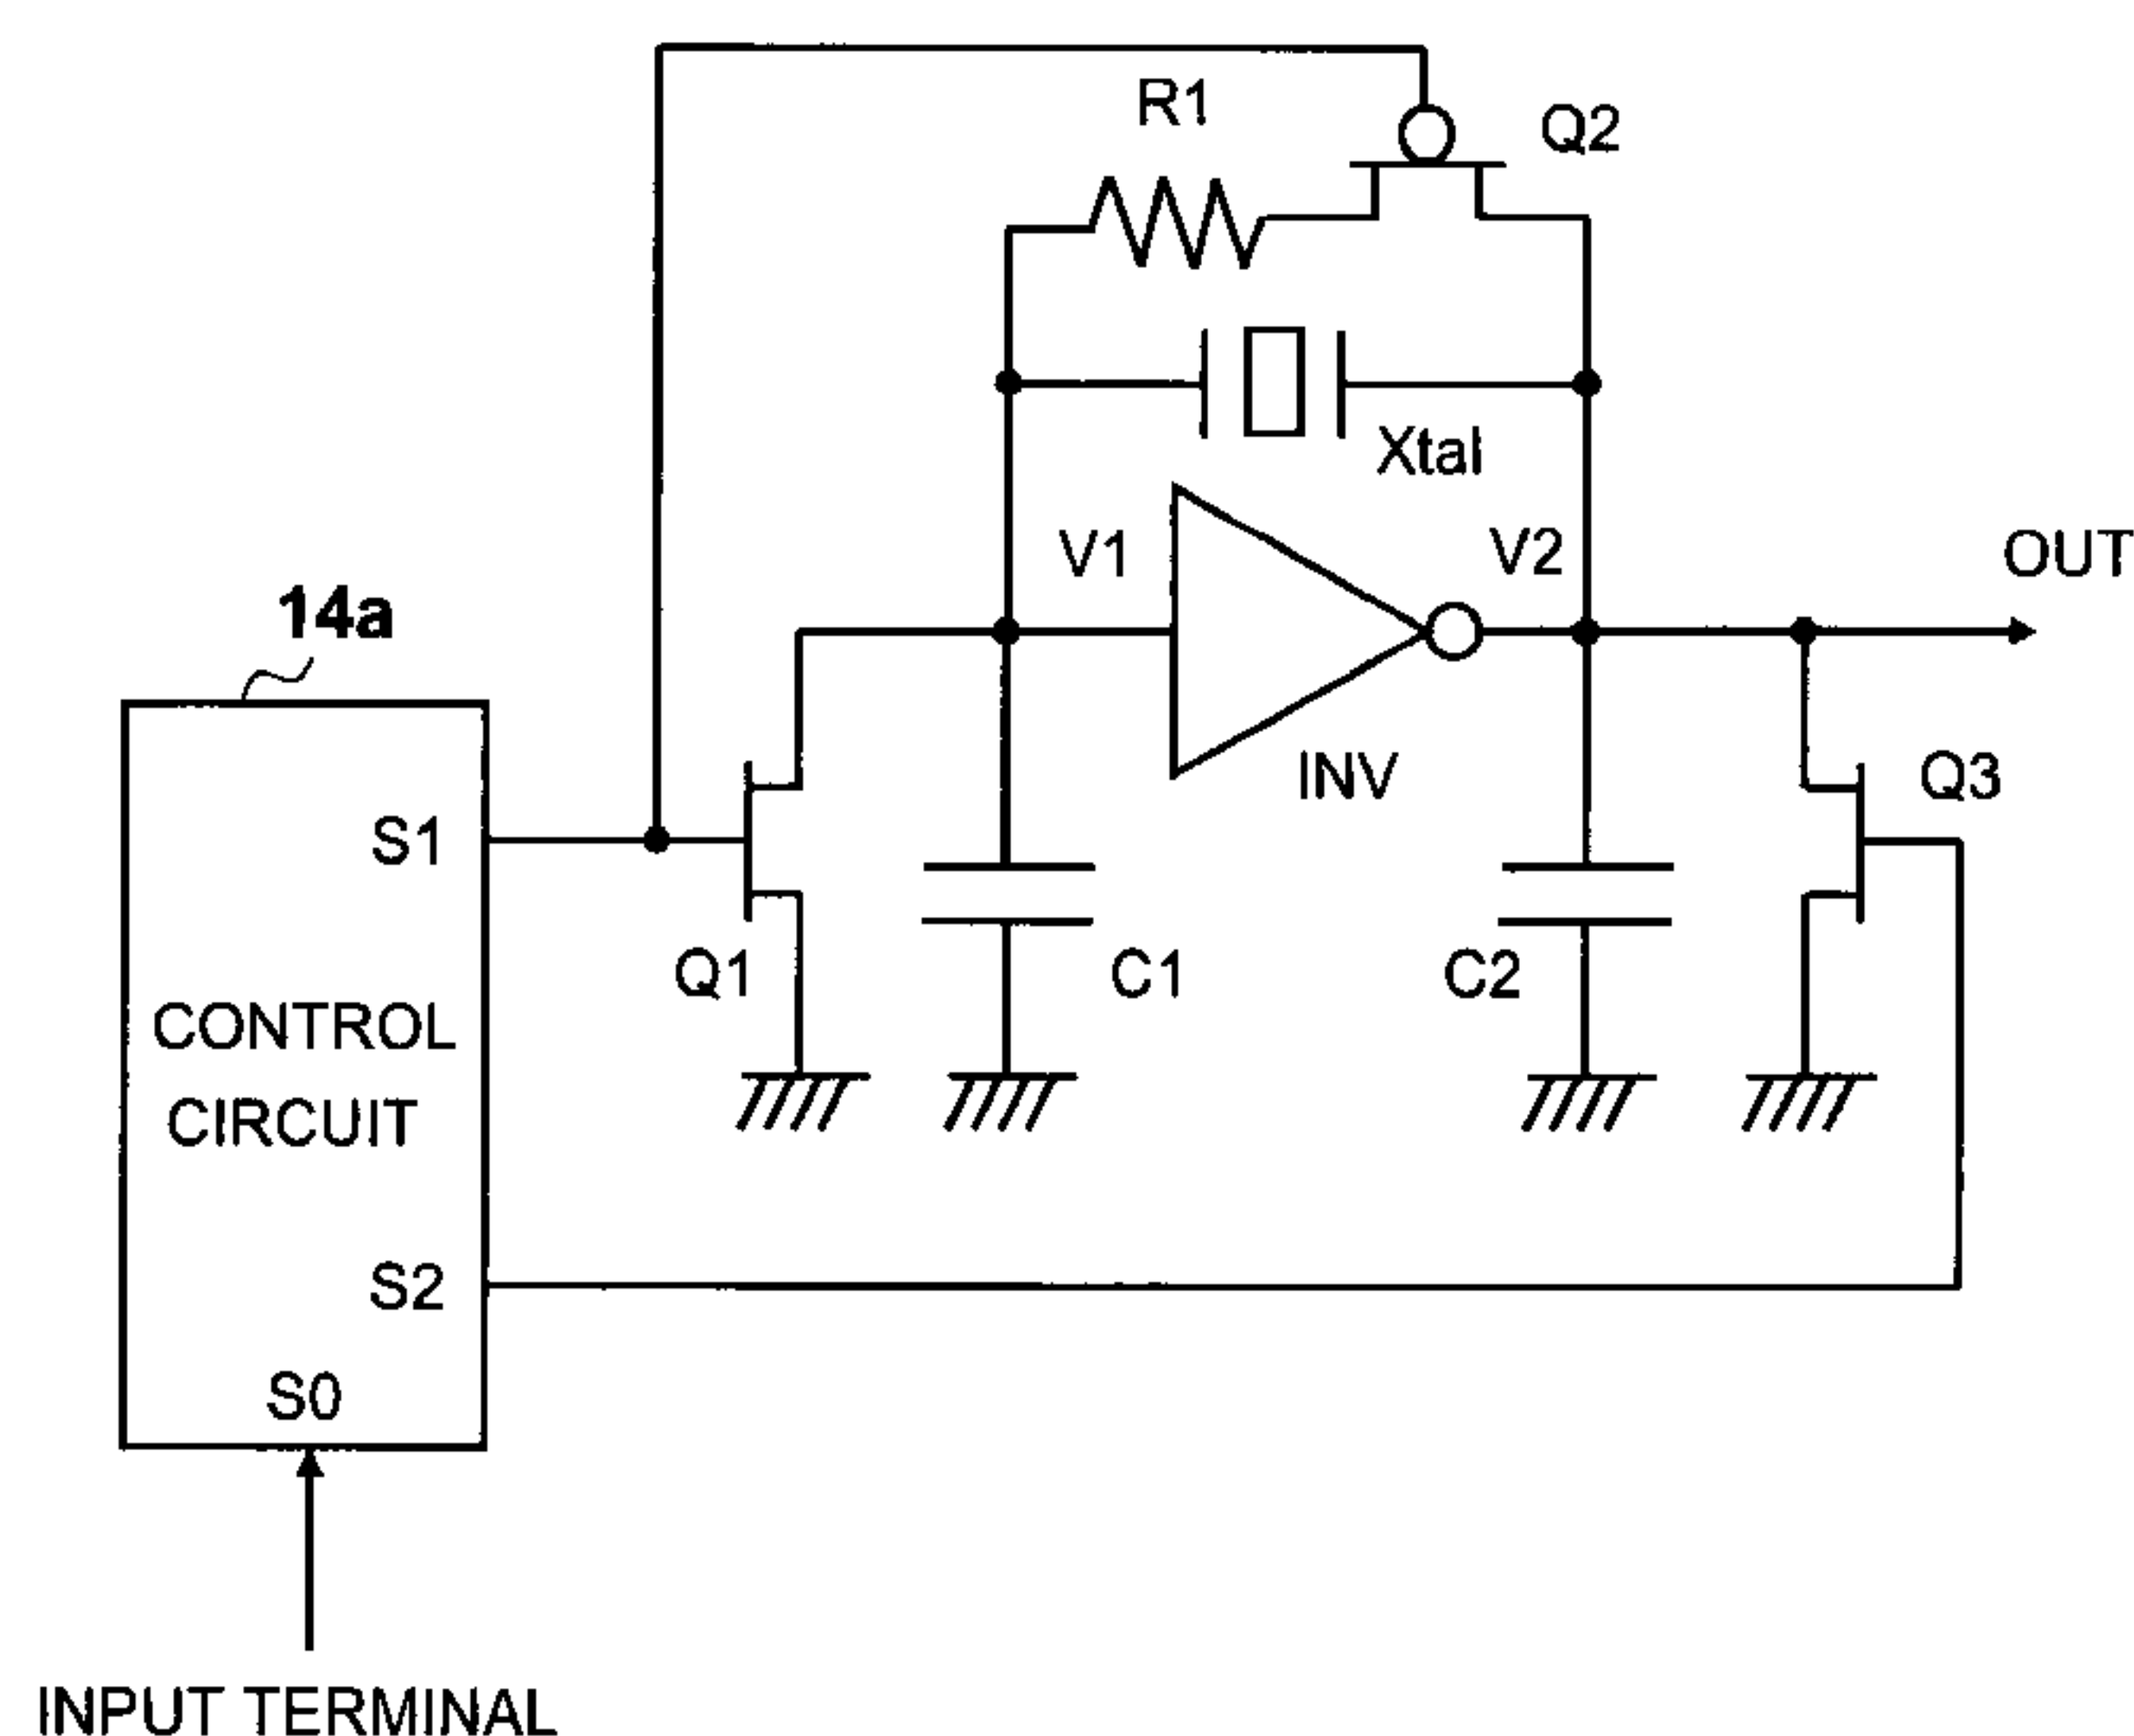 R1
Q2
Xtal
V1
V2
OUT
14a
INV
Q3
S1
Q1
C1
C2
CONTROL
CIRCUIT
S2
S0
INPUT TERMINAL